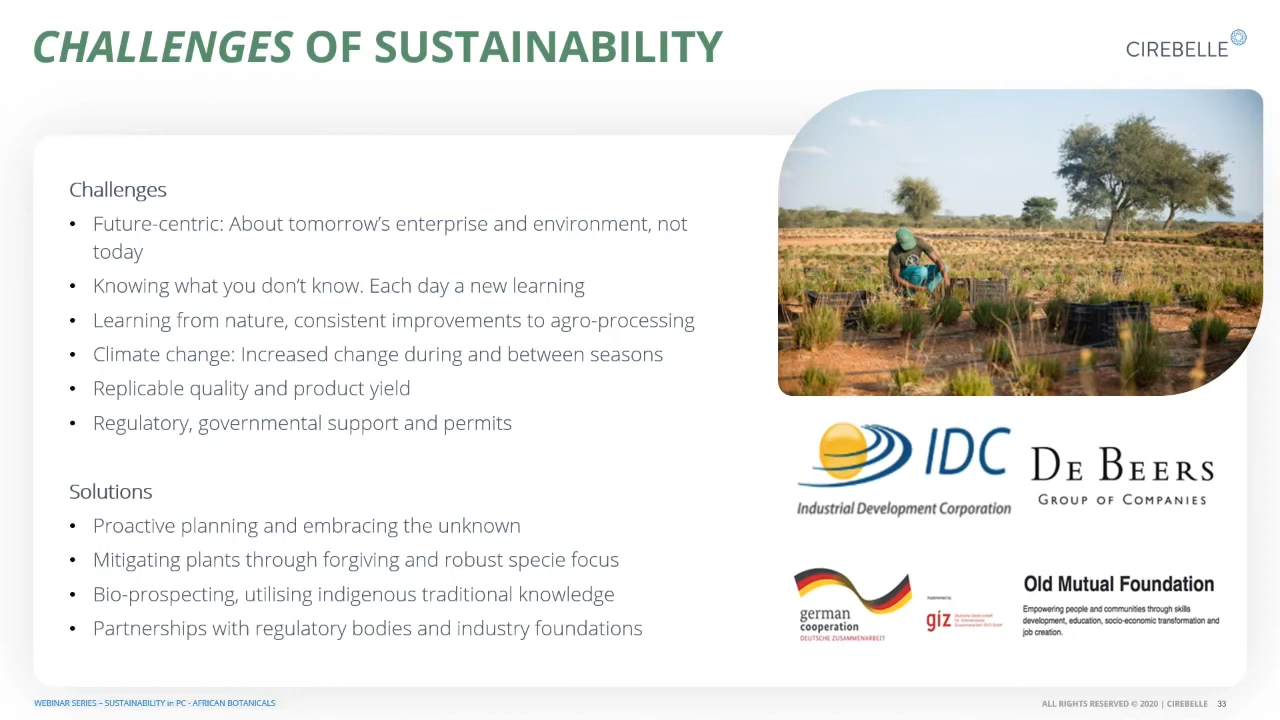 CHALLENGES OF SUSTAINABILITY
CIREBELLE
Challenges
• Future-centric: About tomorrow’s enterprise and environment, not
today
• Knowing what you don’t know. Each day a new learning
• Learning from nature, consistent improvements to agro-processing
• Climate change: Increased change during and between seasons
• Replicable quality and product yield
• Regulatory, governmental support and permits
Solutions
• Proactive planning and embracing the unknown
• Mitigating plants through forgiving and robust specie focus
• Bio-prospecting, utilising indigenous traditional knowledge
• Partnerships with regulatory bodies and industry foundations
IDC
Industrial Development Corporation
DE BEERS
GROUP OF COMPANIES
german
cooperation
DEUTSCHE ZUSAMMENARBEIT
giz
Old Mutual Foundation
Empowering people and communities through skills
development, education, socio-economic transformation and
job creation.
WEBINAR SERIES – SUSTAINABILITY in PC - AFRICAN BOTANICALS
ALL RIGHTS RESERVED © 2020 | CIREBELLE 33